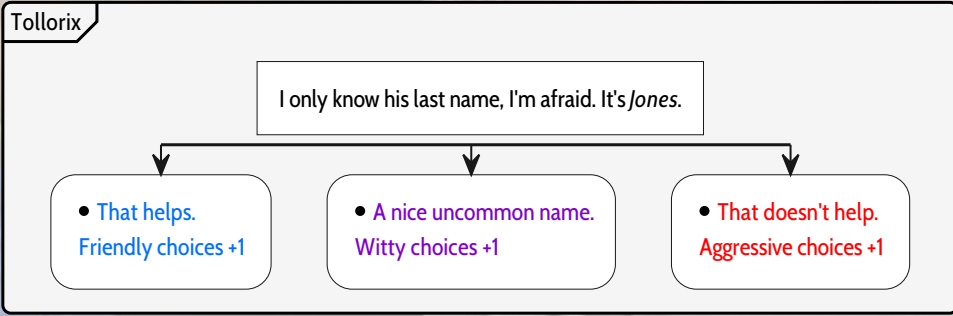 Tollorix
I only know his last name, I'm afraid. It's Jones.
• That helps.
Friendly choices +1
• A nice uncommon name.
Witty choices +1
• That doesn't help.
Aggressive choices +1